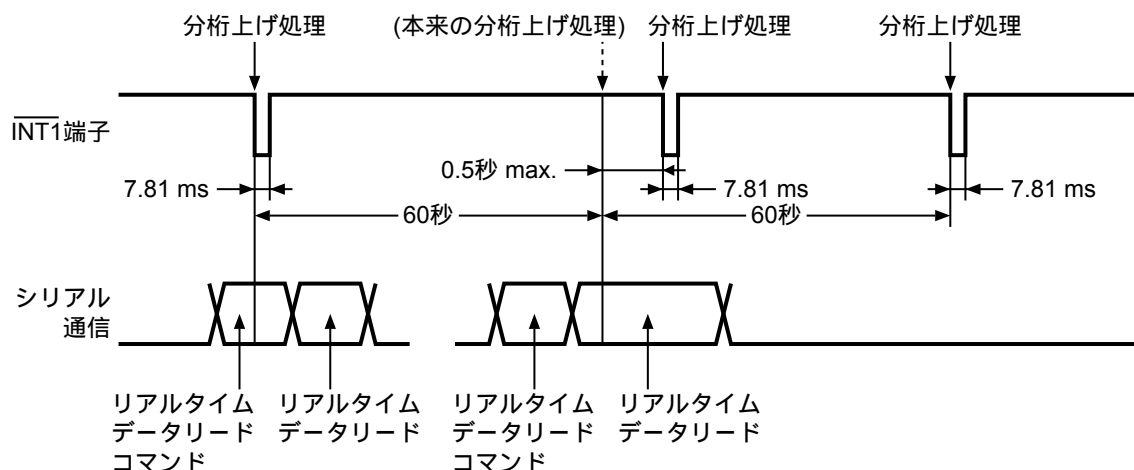 分桁上げ処理
(本来の分桁上げ処理)
分桁上げ処理
分桁上げ処理
INT1端子
0.5秒 max.
7.81 ms
7.81 ms
7.81 ms
60秒
60秒
シリアル
通信
リアルタイム
データリード
コマンド
リアルタイム
データリード
リアルタイム
データリード
コマンド
リアルタイム
データリード